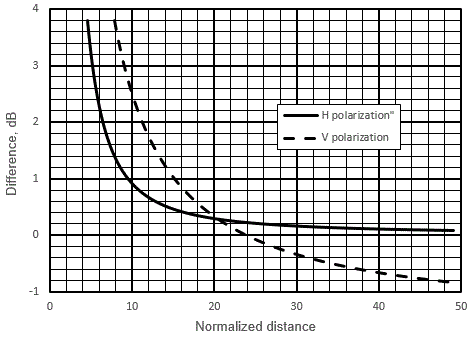 4
3
2
1
0
-1
Difference, dB
H polarization"
V polarization
0 10 20 30 40 50
Normalized distance